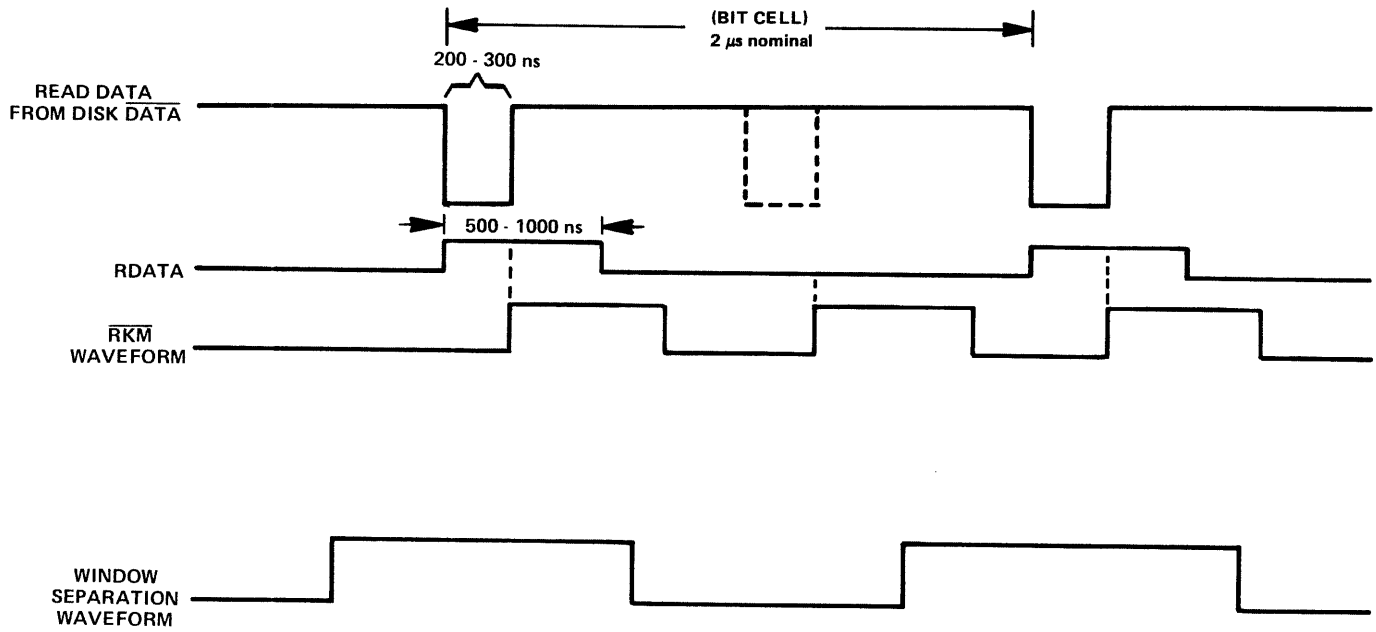 (BIT CELL)
2 μs nominal
200 - 300 ns
READ DATA
FROM DISK DATA
500 - 1000 ns
RDATA
RKM
WAVEFORM
WINDOW
SEPARATION
WAVEFORM